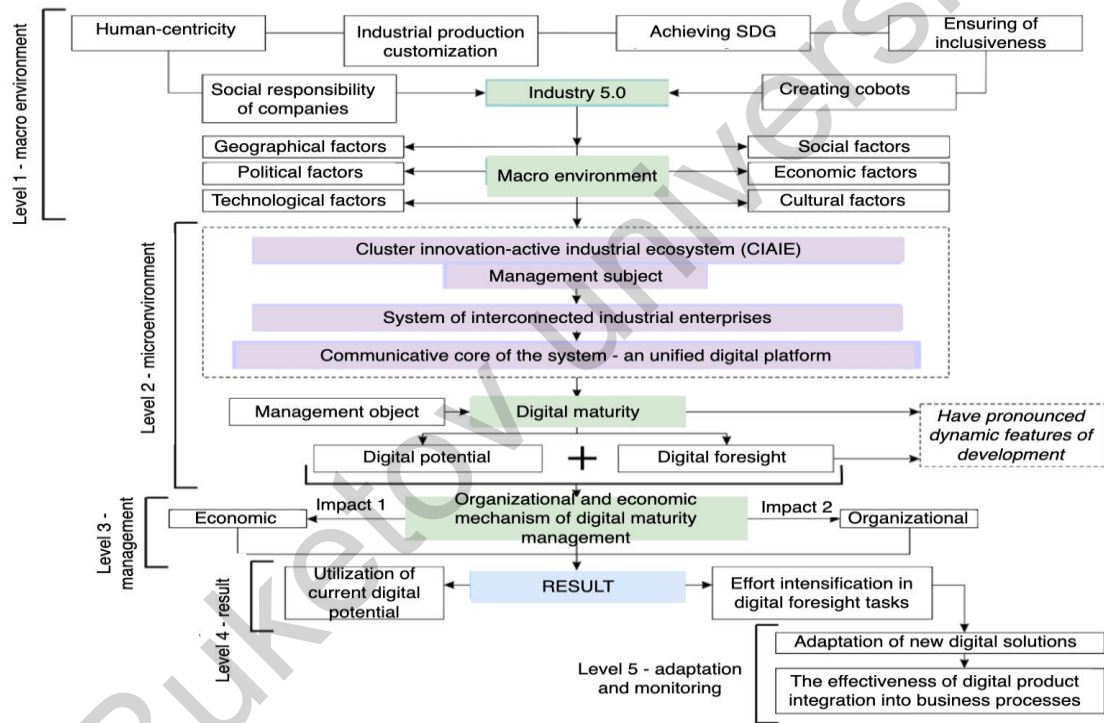 Level 1 - macro environment
Human-centricity
Industrial production
customization
Achieving SDG
Ensuring of
inclusiveness
Social responsibility
of companies
Industry 5.0
Creating cobots
Geographical factors
Social factors
Political factors
Macro environment
Economic factors
Technological factors
Cultural factors
Level 2 - microenvironment
Cluster innovation-active industrial ecosystem (CIAIE)
Management subject
System of interconnected industrial enterprises
Communicative core of the system - an unified digital platform
Management object
Digital maturity
Have pronounced
dynamic features of
development
Digital potential
+
Digital foresight
Level 3 -
management
Economic
Impact 1
Organizational and economic
mechanism of digital maturity
management
Impact 2
Organizational
Level 4 - result
Utilization of
current digital
potential
RESULT
Effort intensification in
digital foresight tasks
Level 5 - adaptation
and monitoring
Adaptation of new digital solutions
The effectiveness of digital product
integration into business processes
Buketov universi